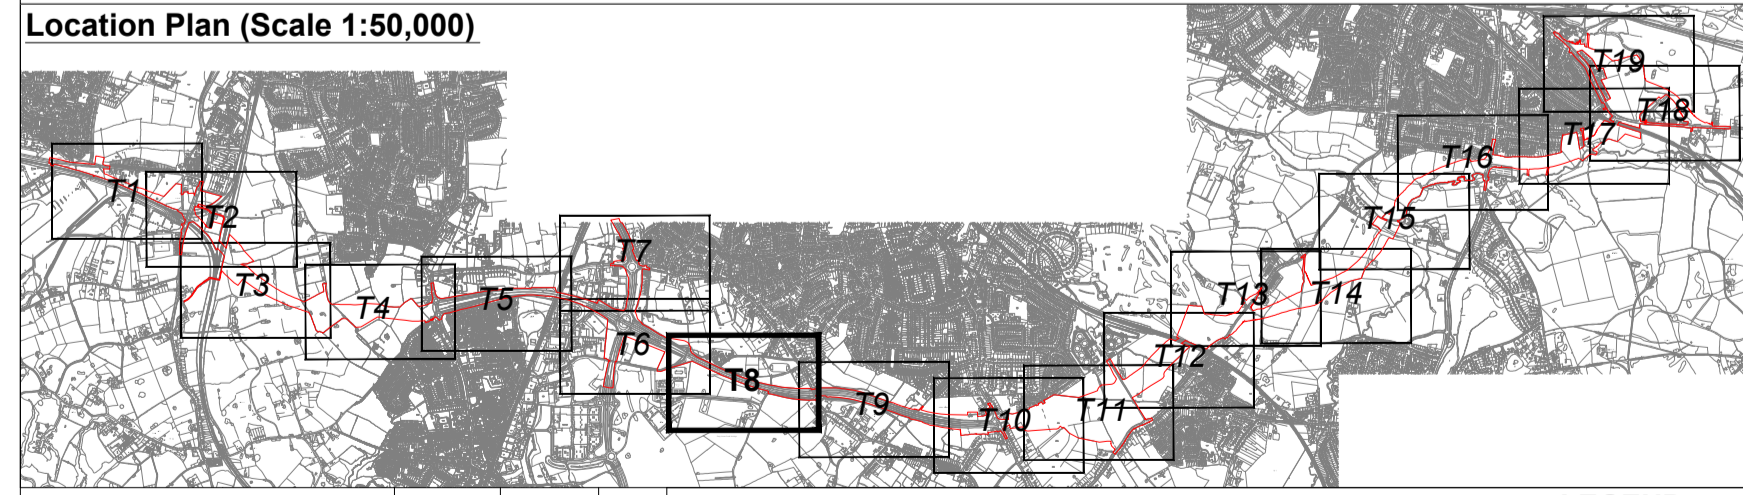 Location Plan (Scale 1:50,000)
T1
T2
T3
T4
T5
T6
T7
T8
T9
T10
T11
T12
T13
T14
T15
T16
T17
T18
T19